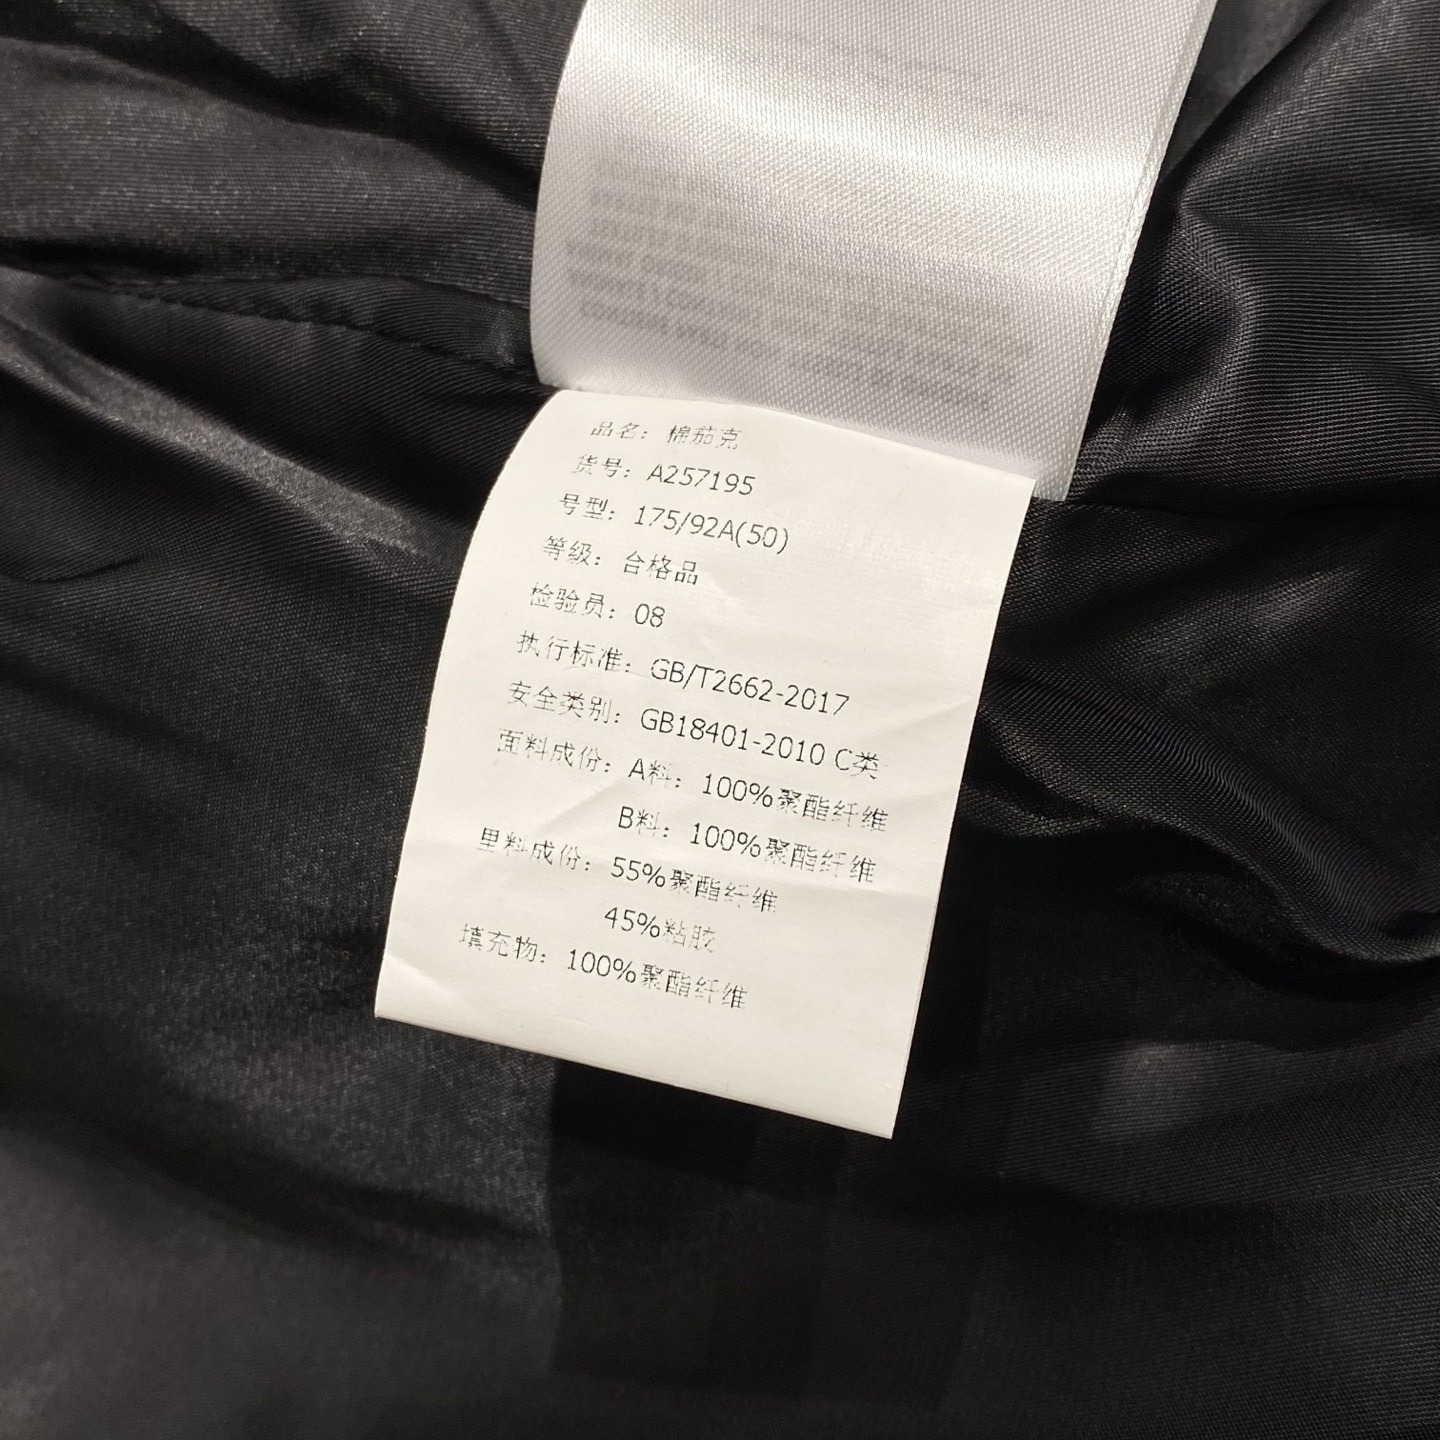 品名：棉茄克
货号：A257195
号型：175/92A(50)
等级：合格品
检验员：08
执行标准：GB/T2662-2017
安全类别：GB18401-2010 C类
面料成份：A料：100%聚酯纤维
B料：100%聚酯纤维
里料成份：55%聚酯纤维
45%粘胶
填充物：100%聚酯纤维